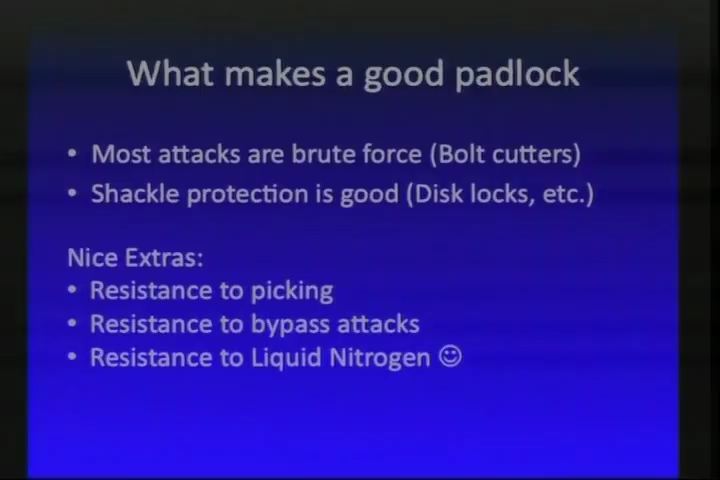 What makes a good padlock
• Most attacks are brute force (Bolt cutters)
• Shackle protection is good (Disk locks, etc.)
Nice Extras:
• Resistance to picking
• Resistance to bypass attacks
• Resistance to Liquid Nitrogen ☺